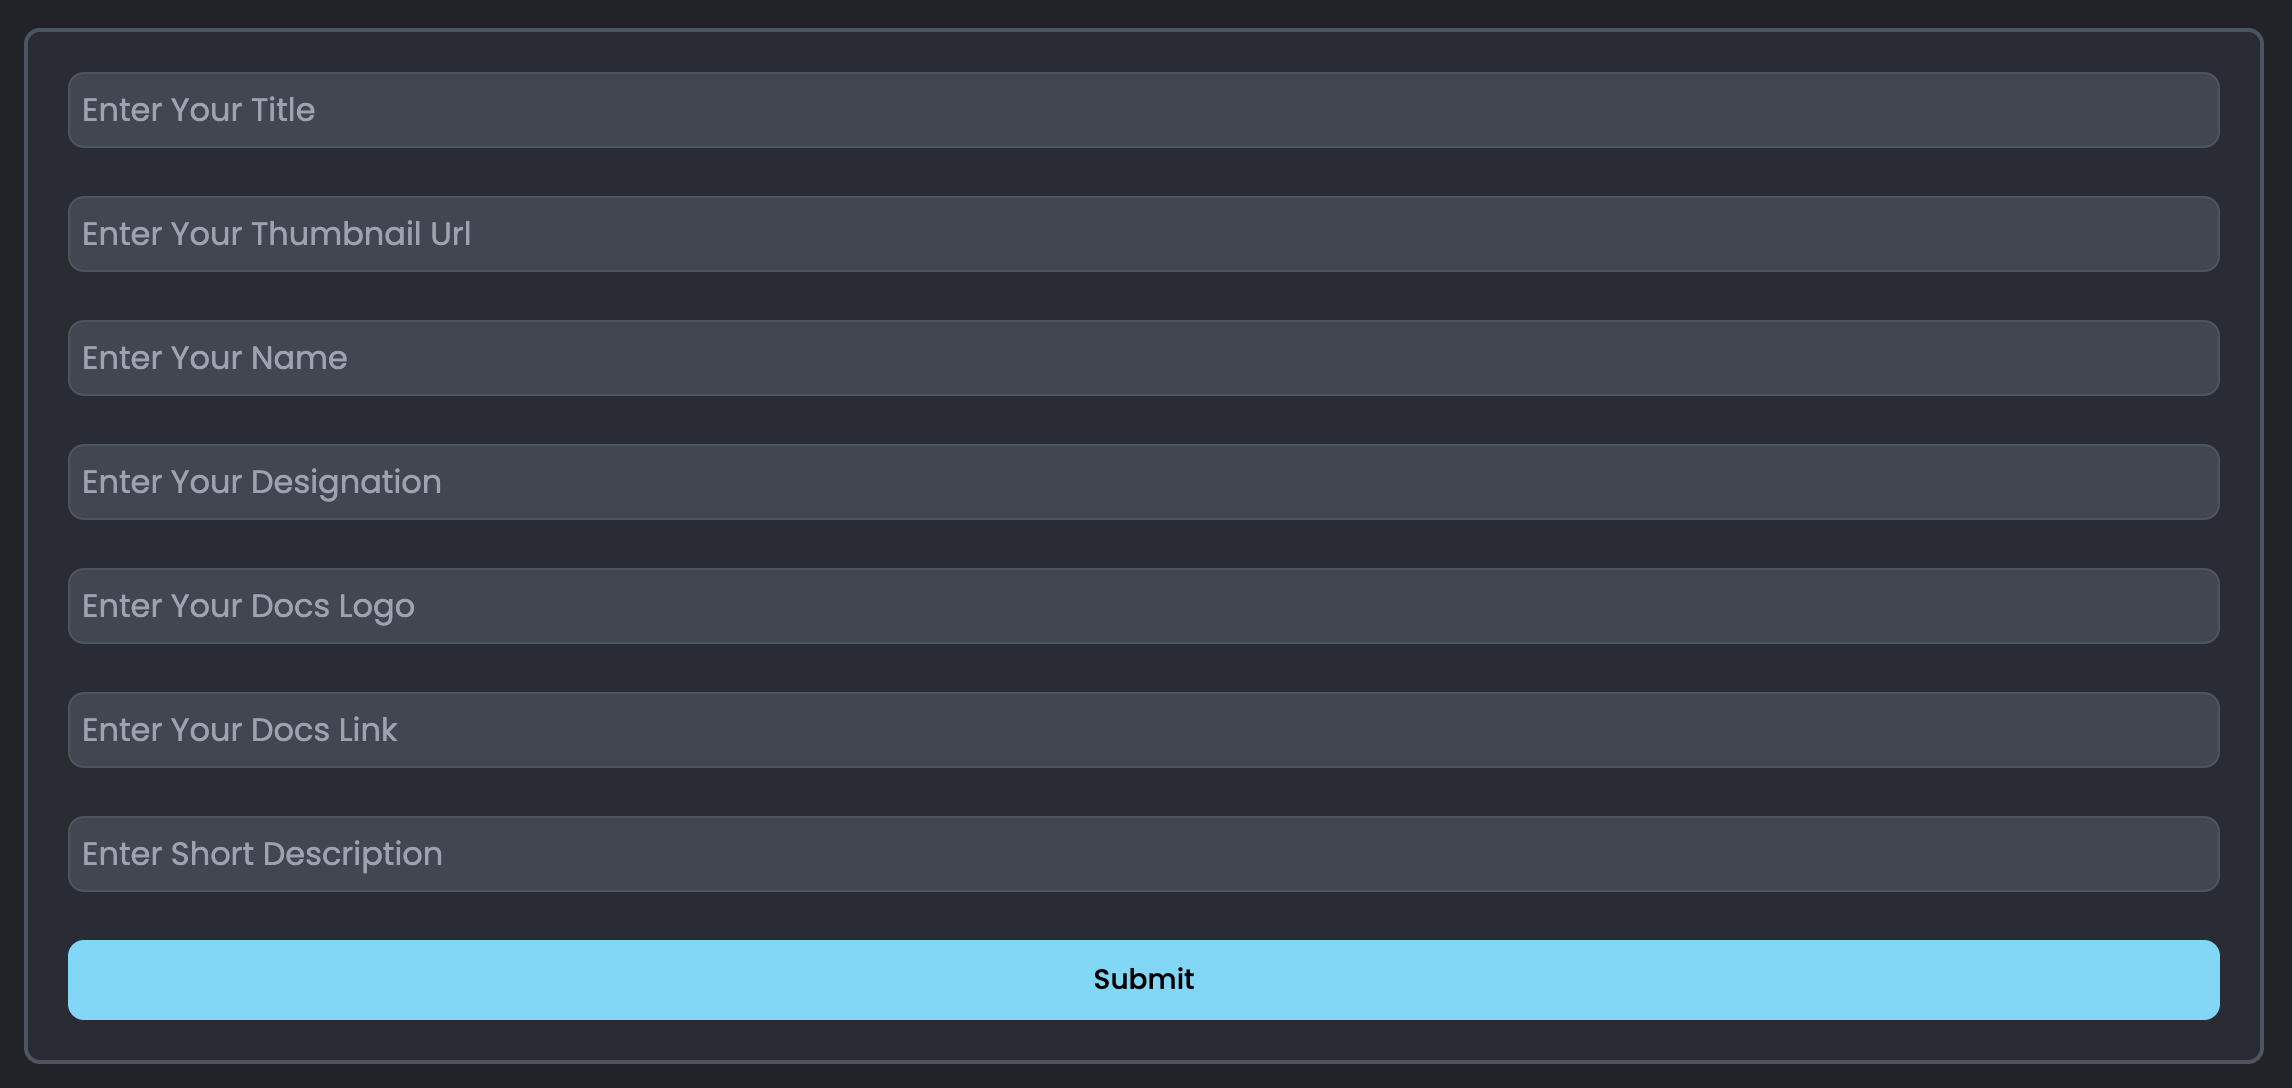 Enter Your Title
Enter Your Thumbnail Url
Enter Your Name
Enter Your Designation
Enter Your Docs Logo
Enter Your Docs Link
Enter Short Description
Submit